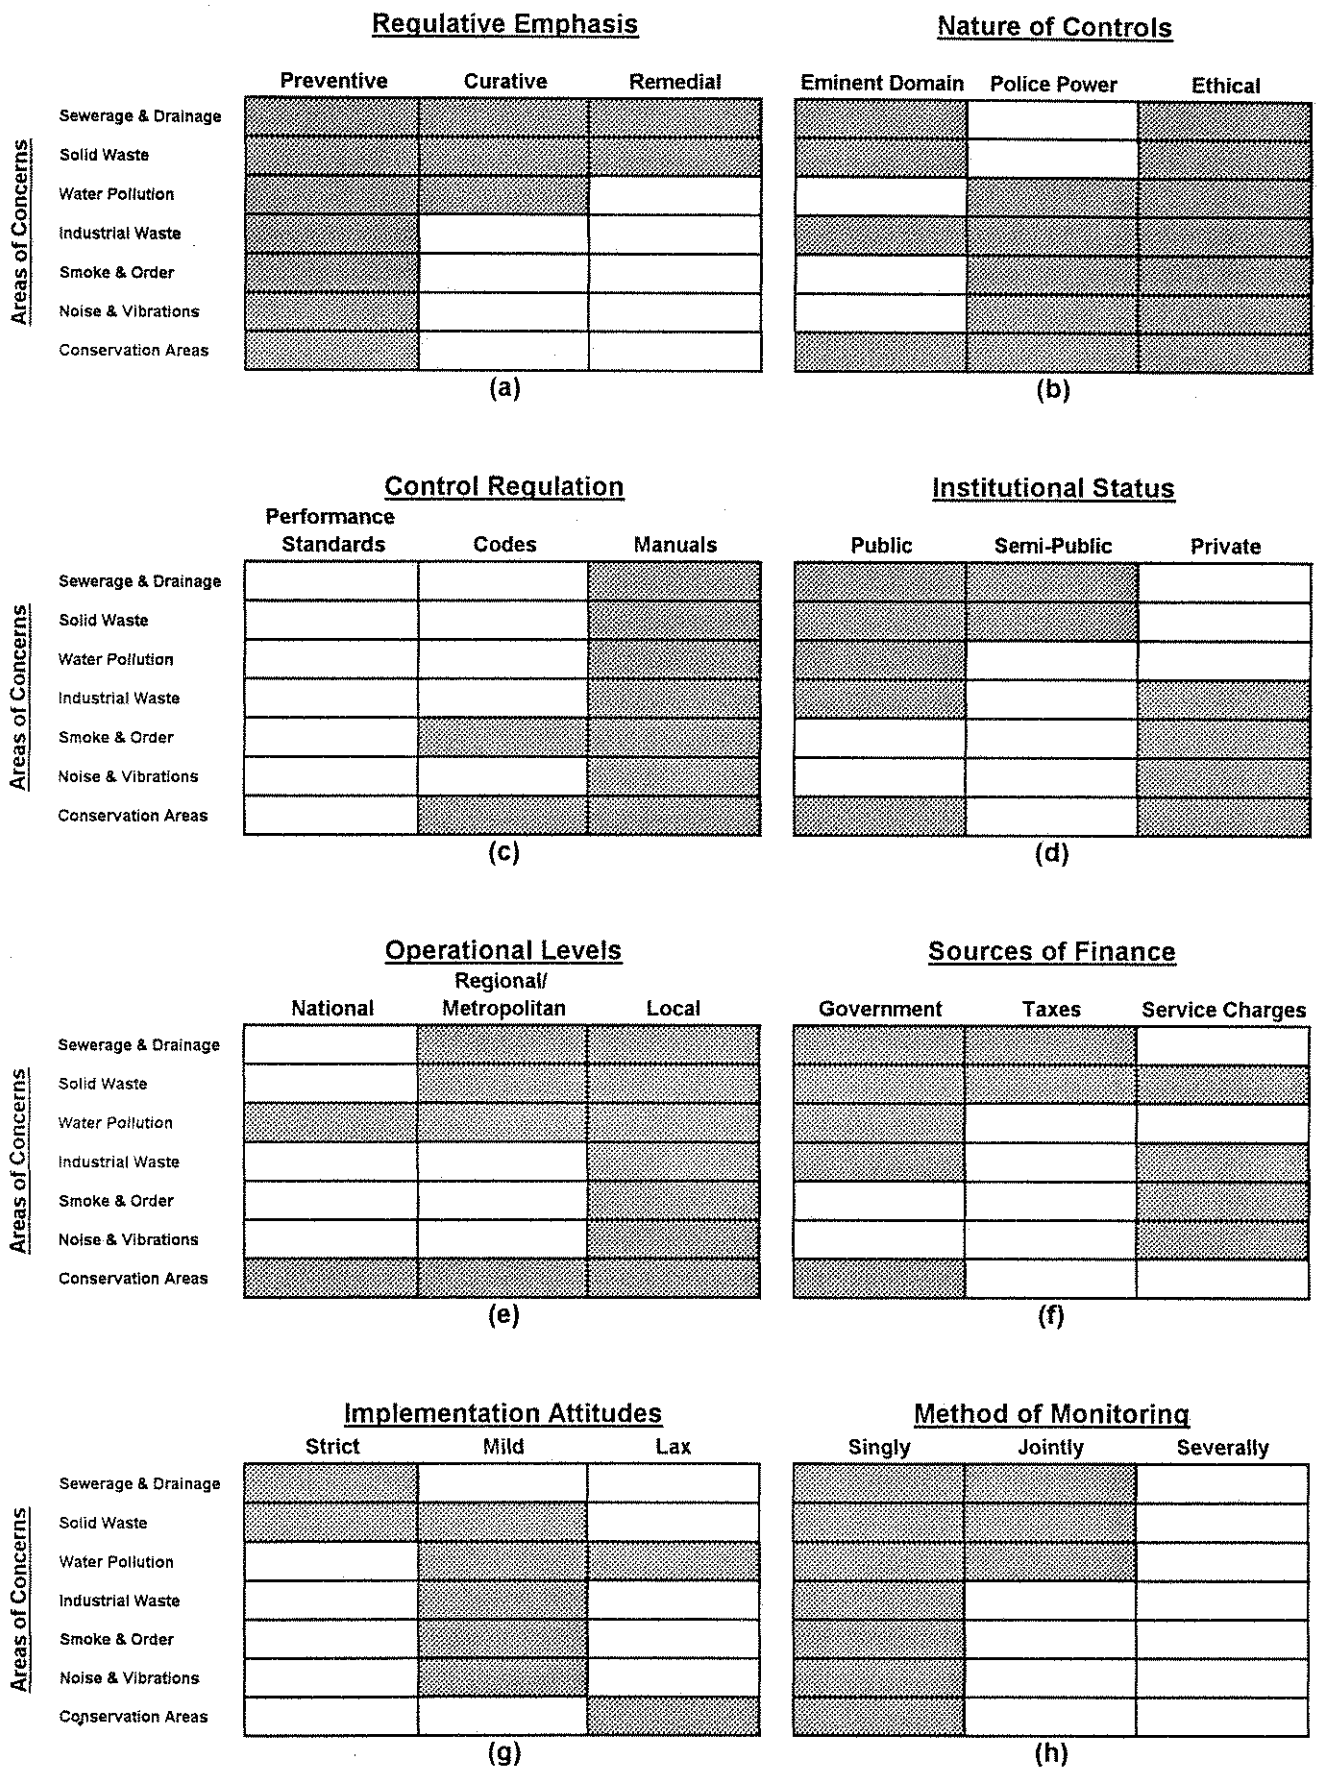 Regulative Emphasis
Preventive Curative Remedial
Areas of Concerns
Sewerage & Drainage
Solid Waste
Water Pollution
Industrial Waste
Smoke & Order
Noise & Vibrations
Conservation Areas
(a)
Nature of Controls
Eminent Domain Police Power Ethical
(b)
Control Regulation
Performance
Standards Codes Manuals
Areas of Concerns
Sewerage & Drainage
Solid Waste
Water Pollution
Industrial Waste
Smoke & Order
Noise & Vibrations
Conservation Areas
(c)
Institutional Status
Public Semi-Public Private
(d)
Operational Levels
Regional/
National Metropolitan Local
Areas of Concerns
Sewerage & Drainage
Solid Waste
Water Pollution
Industrial Waste
Smoke & Order
Noise & Vibrations
Conservation Areas
(e)
Sources of Finance
Government Taxes Service Charges
(f)
Implementation Attitudes
Strict Mild Lax
Areas of Concerns
Sewerage & Drainage
Solid Waste
Water Pollution
Industrial Waste
Smoke & Order
Noise & Vibrations
Conservation Areas
(g)
Method of Monitoring
Singly Jointly Severally
(h)